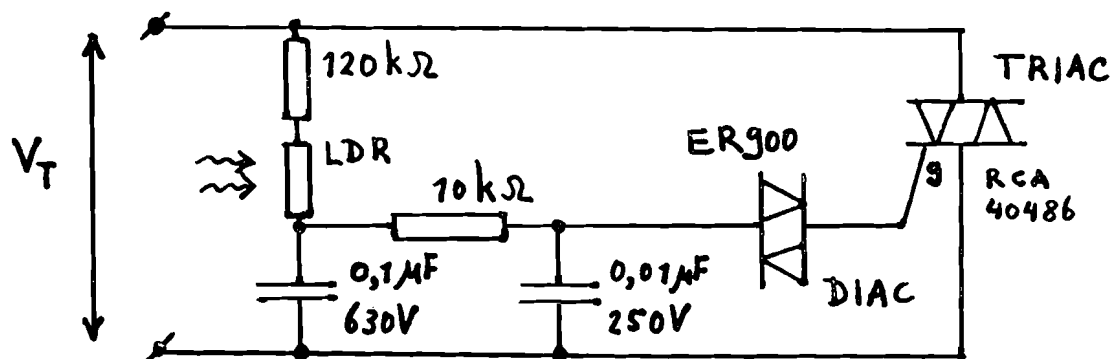 120kΩ
TRIAC
V_T
LDR
ER900
10kΩ
g
RCA
40486
0,1μF
630V
0,01μF
250V
DIAC